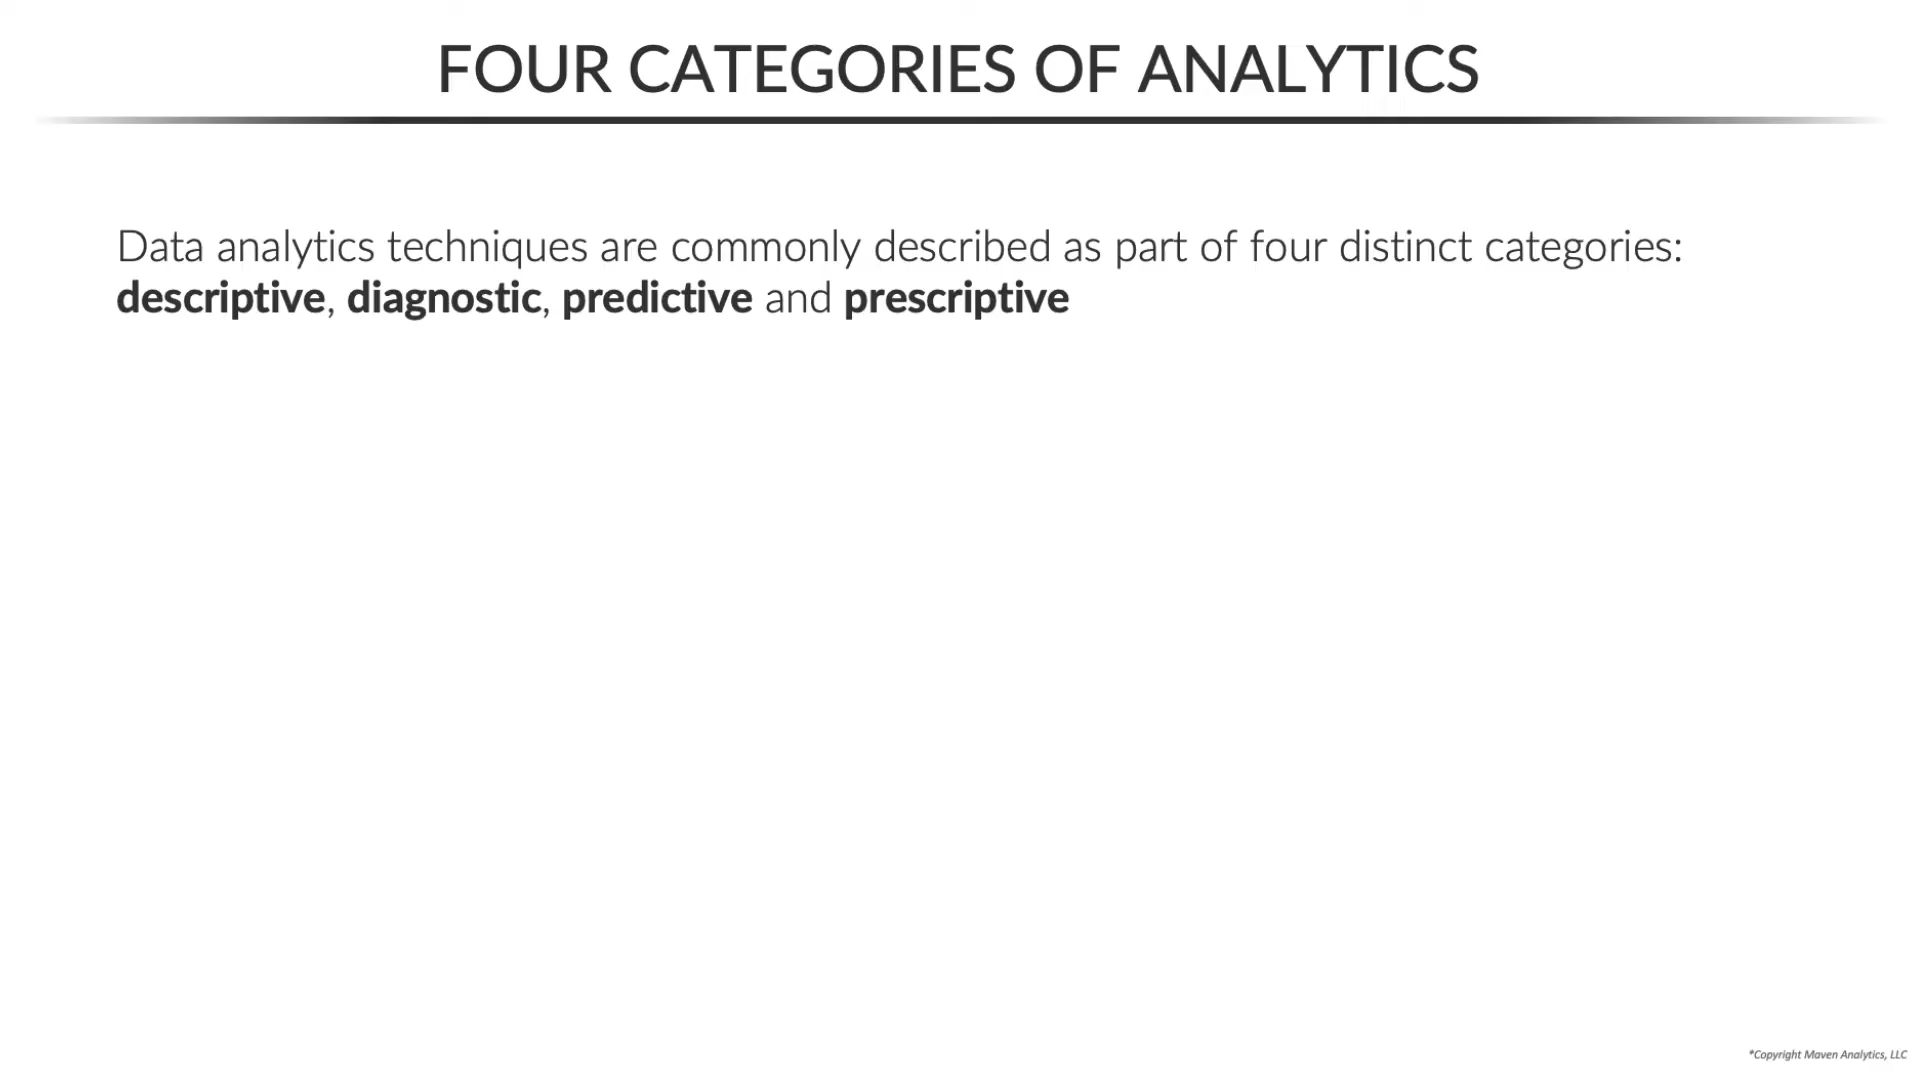 FOUR CATEGORIES OF ANALYTICS
Data analytics techniques are commonly described as part of four distinct categories:
descriptive, diagnostic, predictive and prescriptive
*Copyright Maven Analytics, LLC